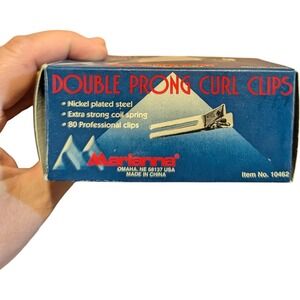 DOUBLE PRONG CURL CLIPS
• Nickel plated steel
• Extra strong coil spring
• 80 Professional clips
Marianna
OMAHA, NE 68137 USA
MADE IN CHINA
Item No. 10462